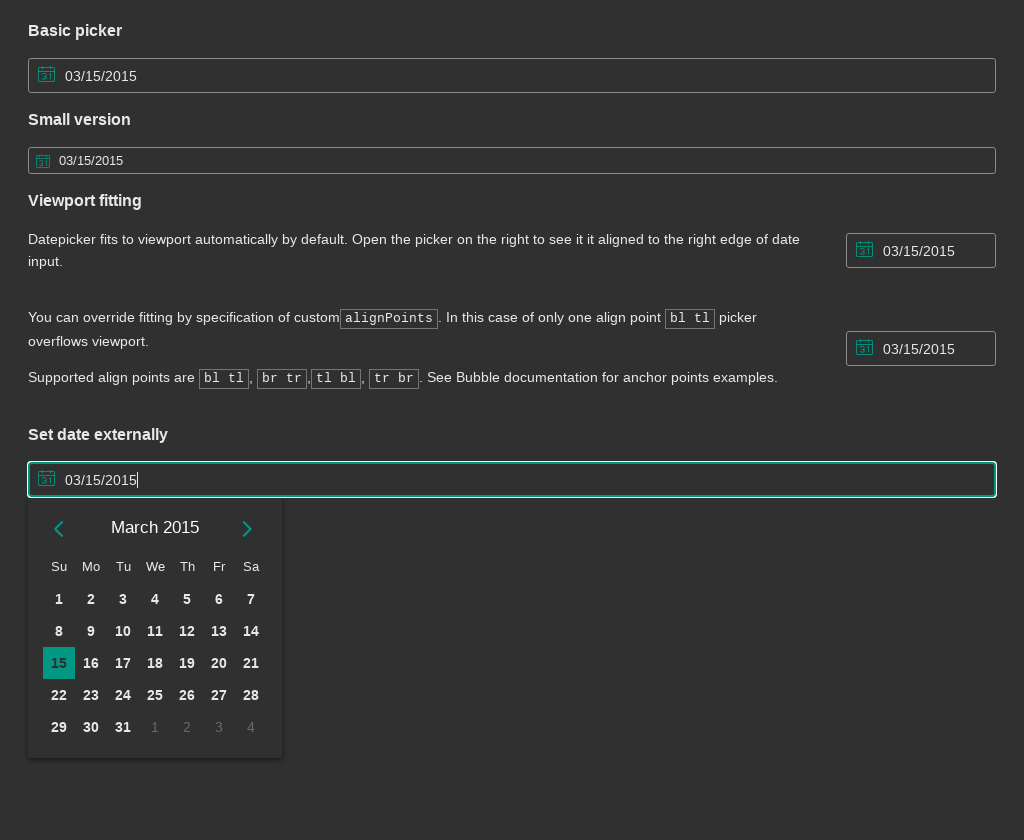 Basic picker
03/15/2015
Small version
03/15/2015
Viewport fitting
Datepicker fits to viewport automatically by default. Open the picker on the right to see it it aligned to the right edge of date
input.
03/15/2015
You can override fitting by specification of custom alignPoints. In this case of only one align point bl tl picker
overflows viewport.
03/15/2015
Supported align points are bl tl, br tr, tl bl, tr br. See Bubble documentation for anchor points examples.
Set date externally
03/15/2015
March 2015
Su Mo Tu We Th Fr Sa
1 2 3 4 5 6 7
8 9 10 11 12 13 14
15 16 17 18 19 20 21
22 23 24 25 26 27 28
29 30 31 1 2 3 4